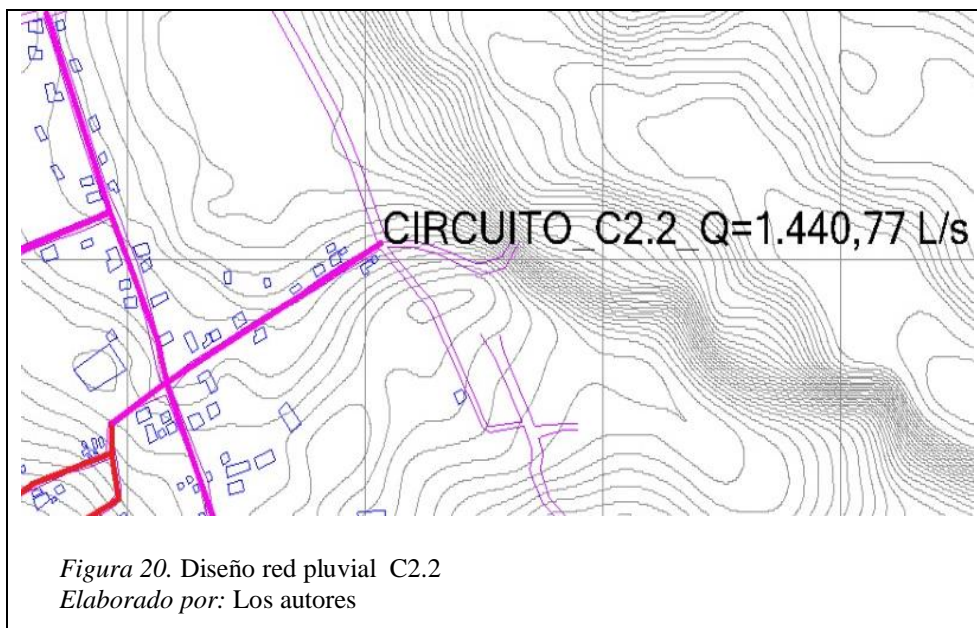 CIRCUITO_C2.2_Q=1.440,77 L/s
Figura 20. Diseño red pluvial C2.2
Elaborado por: Los autores